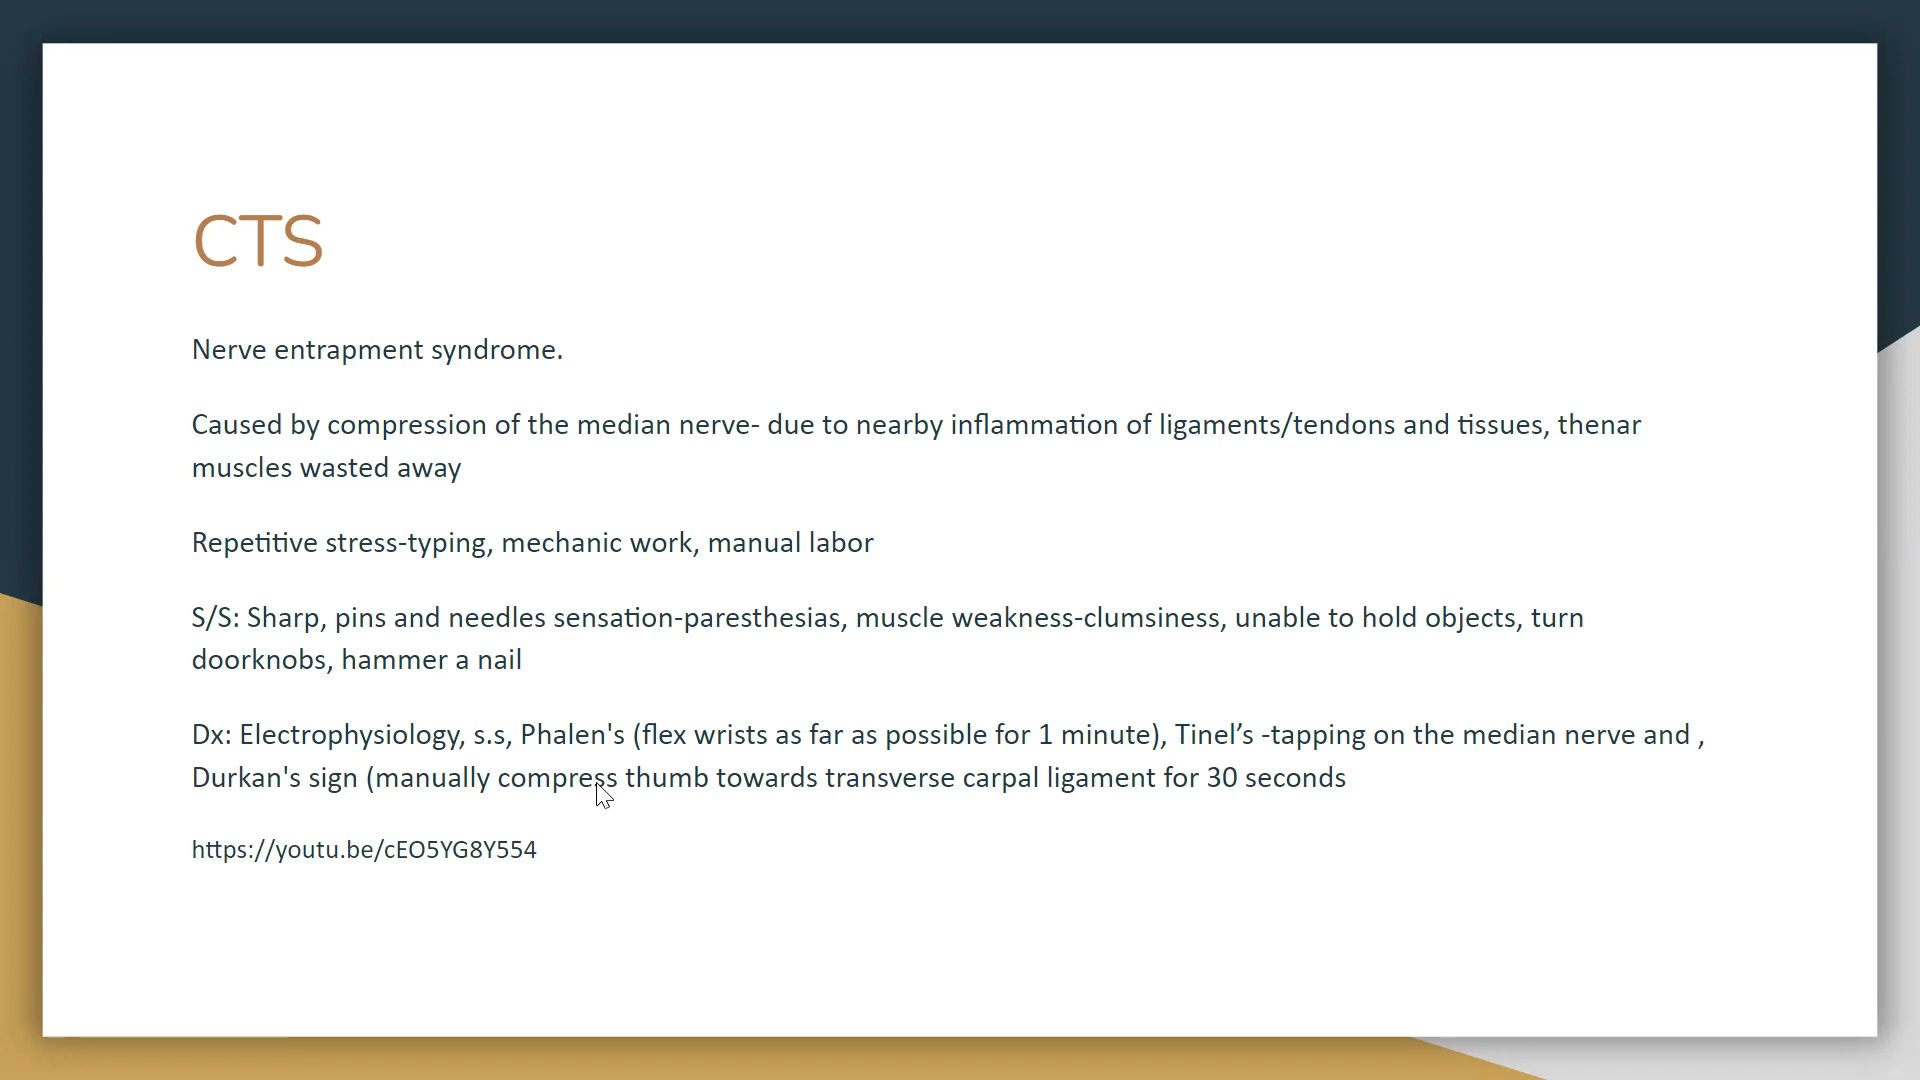 CTS
Nerve entrapment syndrome.
Caused by compression of the median nerve- due to nearby inflammation of ligaments/tendons and tissues, thenar
muscles wasted away
Repetitive stress-typing, mechanic work, manual labor
S/S: Sharp, pins and needles sensation-paresthesias, muscle weakness-clumsiness, unable to hold objects, turn
doorknobs, hammer a nail
Dx: Electrophysiology, s.s, Phalen's (flex wrists as far as possible for 1 minute), Tinel’s -tapping on the median nerve and ,
Durkan's sign (manually compress thumb towards transverse carpal ligament for 30 seconds
https://youtu.be/cEO5YG8Y554